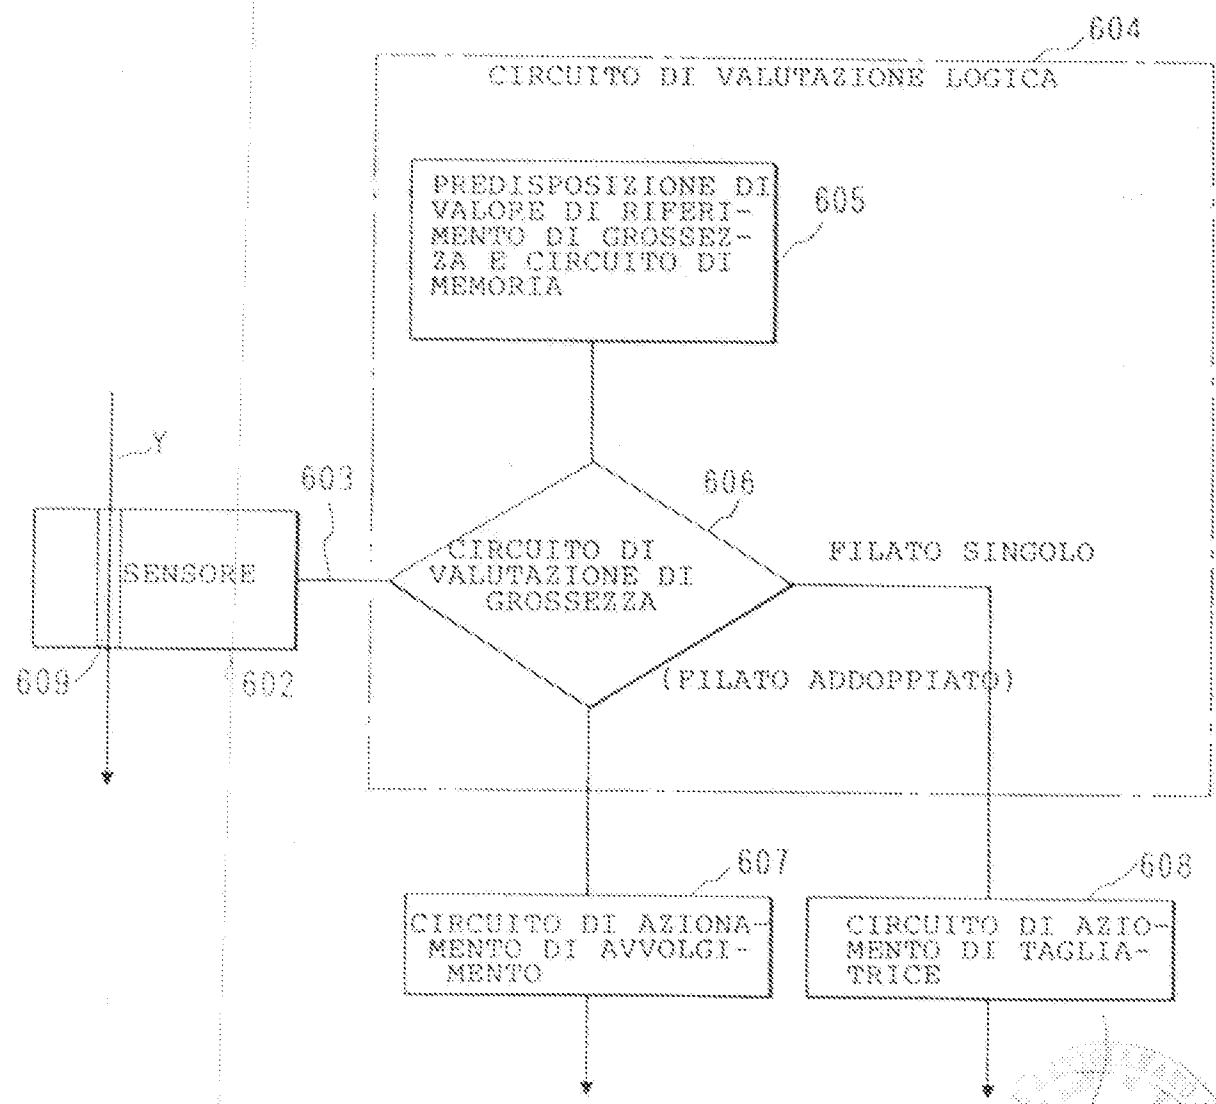 604
CIRCUITO DI VALUTAZIONE LOGICA
PREDISPOSIZIONE DI
VALORE DI RIFERI-
MENTO DI GROSSEZ-
ZA E CIRCUITO DI
MEMORIA
605
Y
603
606
SENSORE
CIRCUITO DI
VALUTAZIONE DI
GROSSEZZA
FILATO SINGOLO
609
602
(FILATO ADDOPPIATO)
607
608
CIRCUITO DI AZIONA-
MENTO DI AVVOLGI-
MENTO
CIRCUITO DI AZIO-
MENTO DI TAGLIA-
TRICE